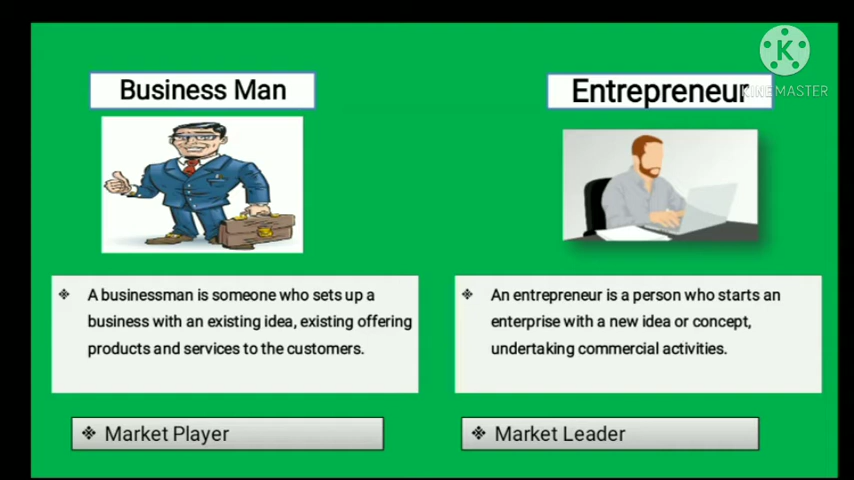 Business Man
Entrepreneur
K
KINEMASTER
❖ A businessman is someone who sets up a
business with an existing idea, existing offering
products and services to the customers.
❖ An entrepreneur is a person who starts an
enterprise with a new idea or concept,
undertaking commercial activities.
❖ Market Player
❖ Market Leader